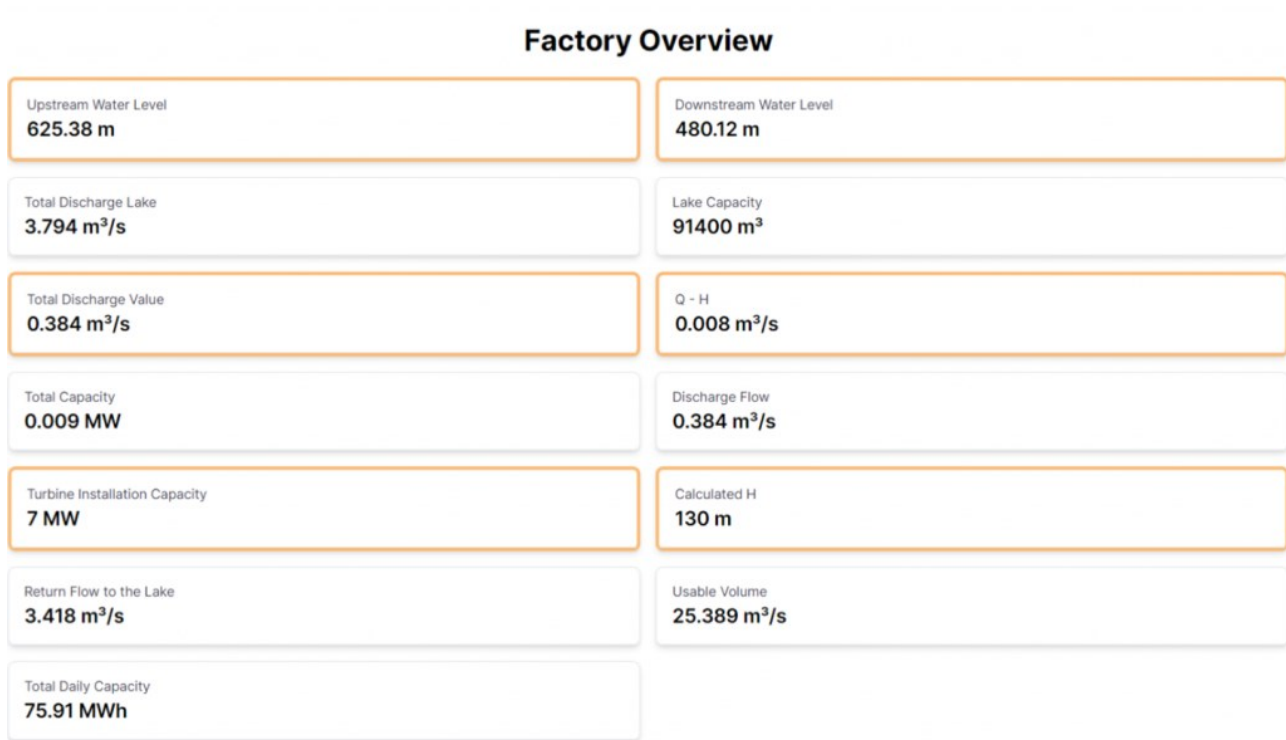 Factory Overview
Upstream Water Level
625.38 m
Downstream Water Level
480.12 m
Total Discharge Lake
3.794 m³/s
Lake Capacity
91400 m³
Total Discharge Value
0.384 m³/s
Q - H
0.008 m³/s
Total Capacity
0.009 MW
Discharge Flow
0.384 m³/s
Turbine Installation Capacity
7 MW
Calculated H
130 m
Return Flow to the Lake
3.418 m³/s
Usable Volume
25.389 m³/s
Total Daily Capacity
75.91 MWh